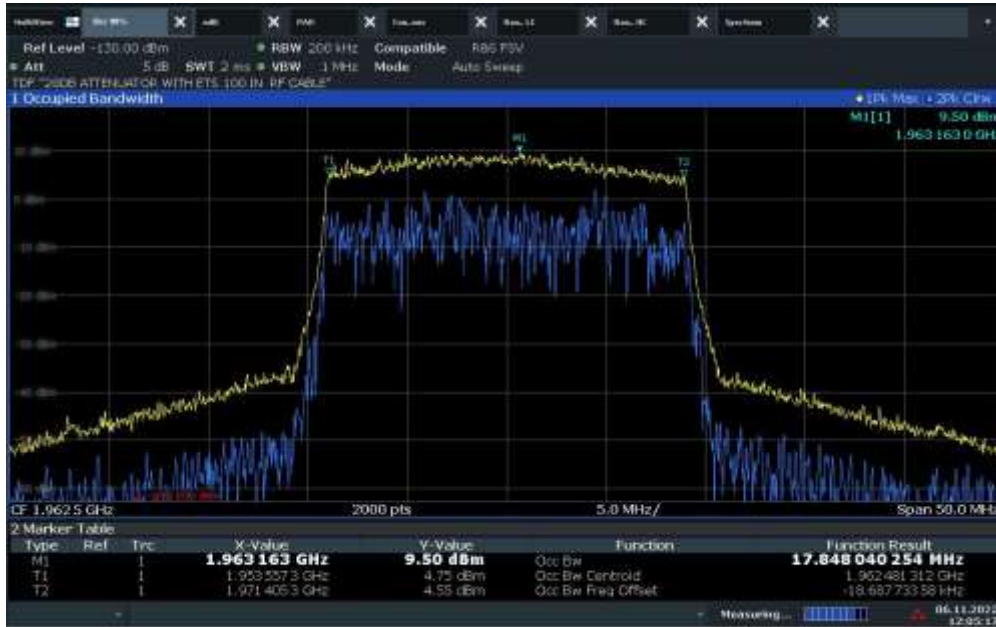 MultiView Occ BW
Spectrum
Ref Level -130.00 dBm RBW 200 kHz Compatible R&S FSV
Att 5 dB SWT 2 ms VBW 1 MHz Mode Auto Sweep
TDF "20DB ATTENUATOR WITH ETS_100 IN RF CABLE"
1 Occupied Bandwidth 1Pk Max 2Pk Clrw
M1[1] 9.50 dBm
1.963 163 0 GHz
M1
T1
T2
CF 1.9625 GHz 2000 pts 5.0 MHz/ Span 50.0 MHz
2 Marker Table
Type Ref Trc X-Value Y-Value Function Function Result
M1 1 1.963 163 GHz 9.50 dBm Occ Bw 17.848 040 254 MHz
T1 1 1.953 557 3 GHz 4.75 dBm Occ Bw Centroid 1.962 481 312 GHz
T2 1 1.971 405 3 GHz 4.55 dBm Occ Bw Freq Offset -18.687 733 58 kHz
Measuring... 06.11.2022
12:05:17